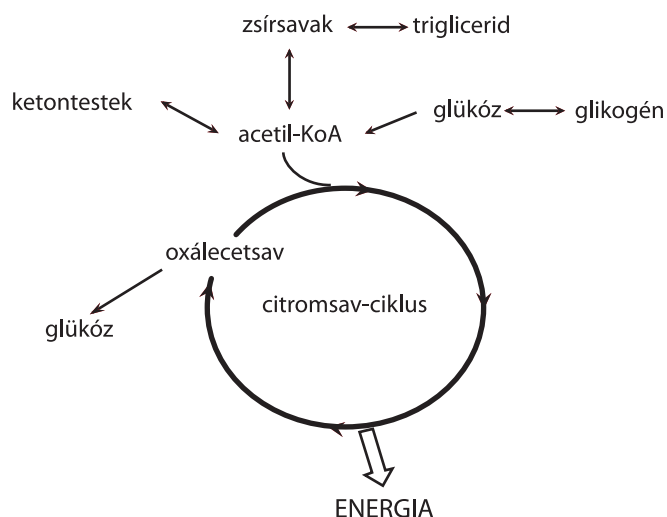 zsírsavak triglicerid
ketontestek
glükóz glikogén
acetil-KoA
oxálecetsav
citromsav-ciklus
glükóz
ENERGIA